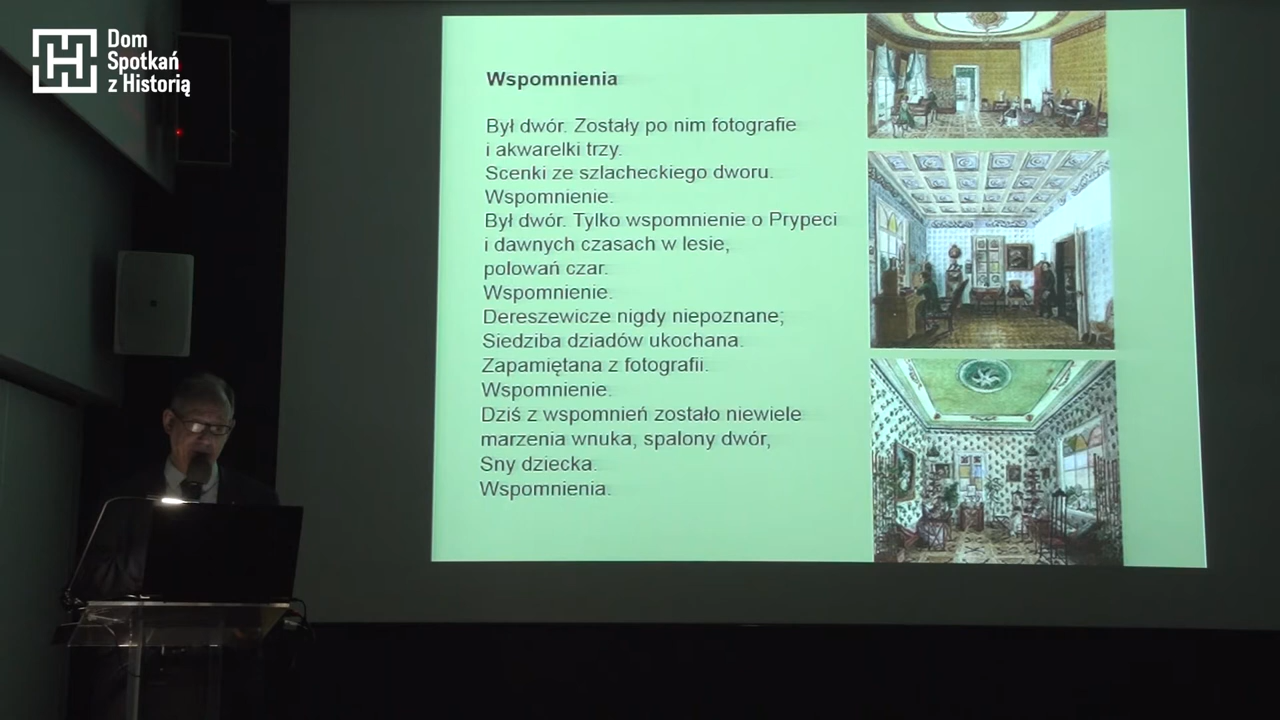 Dom
Spotkań
z Historią
Wspomnienia
Był dwór. Zostały po nim fotografie
i akwarelki trzy.
Scenki ze szlacheckiego dworu.
Wspomnienie.
Był dwór. Tylko wspomnienie o Prypeci
i dawnych czasach w lesie,
polowań czar.
Wspomnienie.
Dereszewicze nigdy niepoznane;
Siedziba dziadów ukochana.
Zapamiętana z fotografii.
Wspomnienie.
Dziś z wspomnień zostało niewiele
marzenia wnuka, spalony dwór,
Sny dziecka.
Wspomnienia.